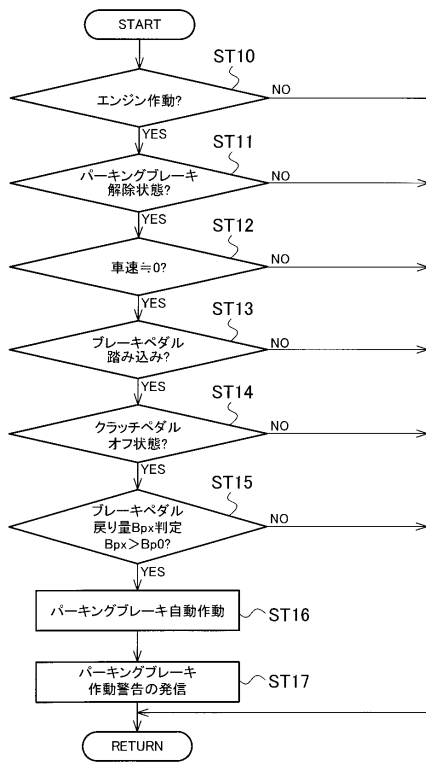 START
ST10
エンジン作動?
NO
YES
ST11
パーキングブレーキ
解除状態?
NO
YES
ST12
車速≒0?
NO
YES
ST13
ブレーキペダル
踏み込み?
NO
YES
ST14
クラッチペダル
オフ状態?
NO
YES
ST15
ブレーキペダル
戻り量Bpx判定
Bpx＞Bp0?
NO
YES
パーキングブレーキ自動作動
ST16
パーキングブレーキ
作動警告の発信
ST17
RETURN